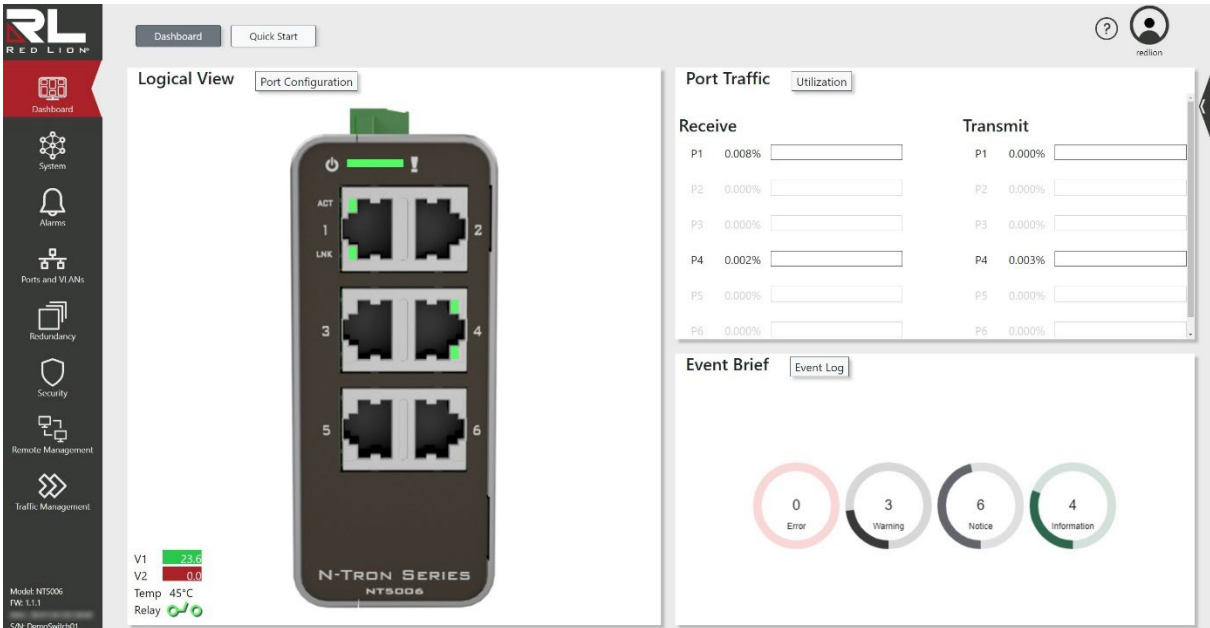 RL
RED LION®
Dashboard
Quick Start
?
redlion
Dashboard
System
Alarms
Ports and VLANs
Redundancy
Security
Remote Management
Traffic Management
Model: NT5006
FW: 1.1.1
S/N: DemoSwitch01
Logical View
Port Configuration
ACT
1
2
LNK
3
4
5
6
N-TRON SERIES
NT5006
V1 23.6
V2 0.0
Temp 45°C
Relay
Port Traffic
Utilization
Receive
Transmit
P1 0.008%
P1 0.000%
P2 0.000%
P2 0.000%
P3 0.000%
P3 0.000%
P4 0.002%
P4 0.003%
P5 0.000%
P5 0.000%
P6 0.000%
P6 0.000%
Event Brief
Event Log
0
Error
3
Warning
6
Notice
4
Information